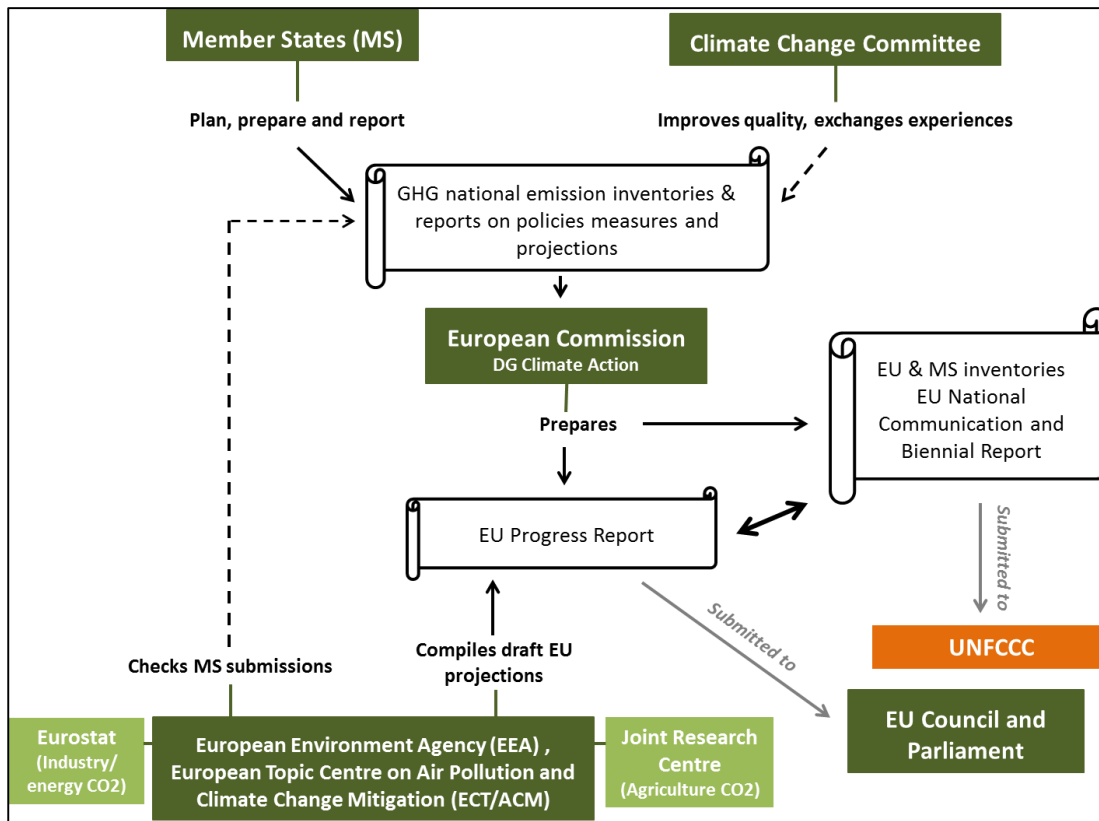 Member States (MS)
Climate Change Committee
Plan, prepare and report
Improves quality, exchanges experiences
GHG national emission inventories &
reports on policies measures and
projections
European Commission
DG Climate Action
EU & MS inventories
EU National
Communication and
Biennial Report
Prepares
EU Progress Report
Submitted to
Submitted to
UNFCCC
Checks MS submissions
Compiles draft EU
projections
EU Council and
Parliament
Eurostat
(Industry/
energy CO2)
European Environment Agency (EEA) ,
European Topic Centre on Air Pollution and
Climate Change Mitigation (ECT/ACM)
Joint Research
Centre
(Agriculture CO2)